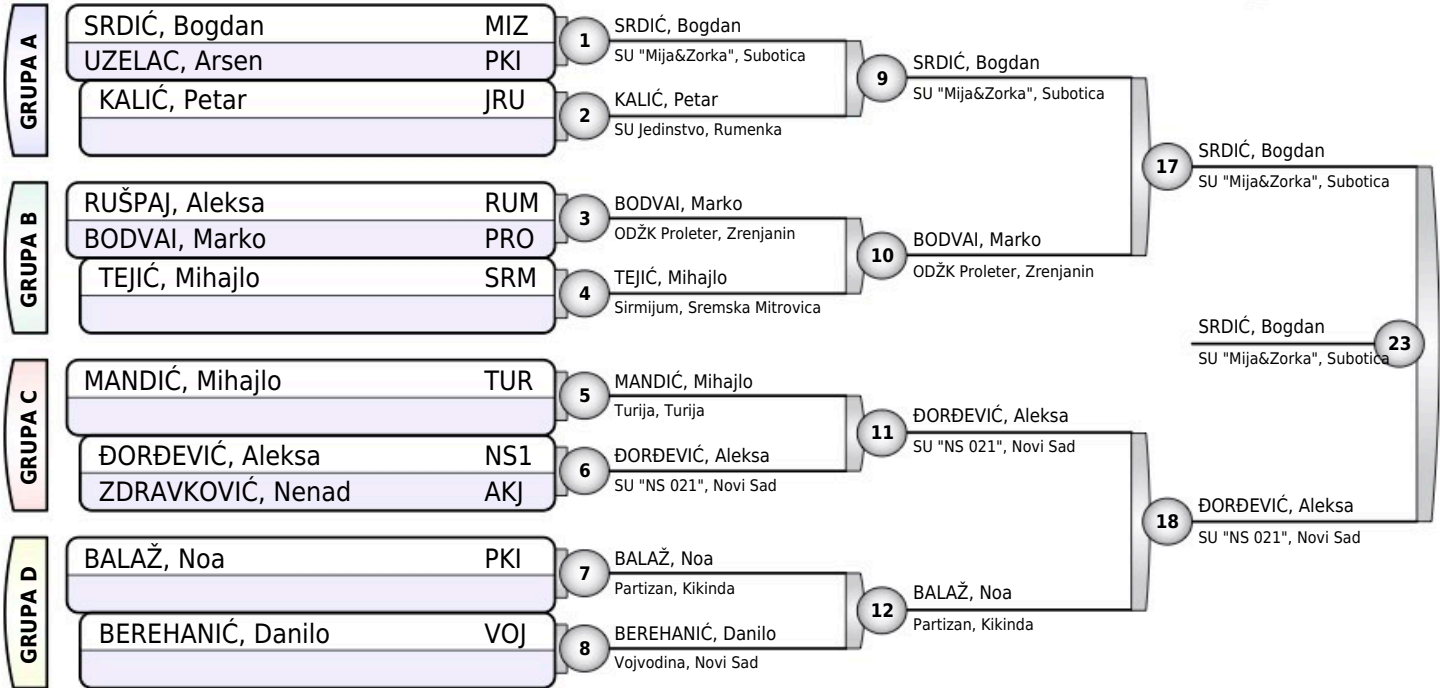 GRUPA A
SRDIĆ, Bogdan MIZ
UZELAC, Arsen PKI
KALIĆ, Petar JRU
1
SRDIĆ, Bogdan
SU "Mija&Zorka", Subotica
2
KALIĆ, Petar
SU Jedinstvo, Rumenka
9
SRDIĆ, Bogdan
SU "Mija&Zorka", Subotica
GRUPA B
RUŠPAJ, Aleksa RUM
BODVAI, Marko PRO
TEJIĆ, Mihajlo SRM
3
BODVAI, Marko
ODŽK Proleter, Zrenjanin
4
TEJIĆ, Mihajlo
Sirmijum, Sremska Mitrovica
10
BODVAI, Marko
ODŽK Proleter, Zrenjanin
17
SRDIĆ, Bogdan
SU "Mija&Zorka", Subotica
GRUPA C
MANDIĆ, Mihajlo TUR
ĐORĐEVIĆ, Aleksa NS1
ZDRAVKOVIĆ, Nenad AKJ
5
MANDIĆ, Mihajlo
Turija, Turija
6
ĐORĐEVIĆ, Aleksa
SU "NS 021", Novi Sad
11
ĐORĐEVIĆ, Aleksa
SU "NS 021", Novi Sad
GRUPA D
BALAŽ, Noa PKI
BEREHANIĆ, Danilo VOJ
7
BALAŽ, Noa
Partizan, Kikinda
8
BEREHANIĆ, Danilo
Vojvodina, Novi Sad
12
BALAŽ, Noa
Partizan, Kikinda
18
ĐORĐEVIĆ, Aleksa
SU "NS 021", Novi Sad
SRDIĆ, Bogdan
SU "Mija&Zorka", Subotica
23